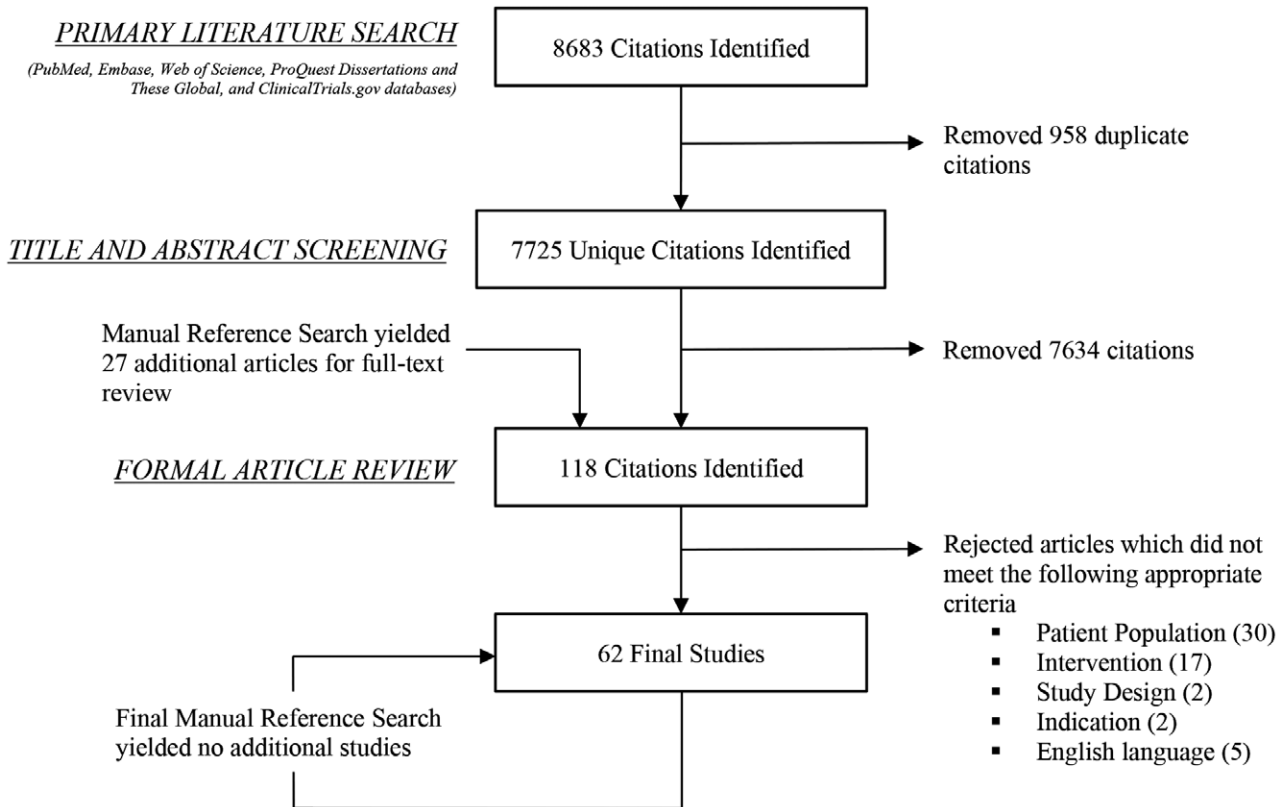 PRIMARY LITERATURE SEARCH
(PubMed, Embase, Web of Science, ProQuest Dissertations and
These Global, and ClinicalTrials.gov databases)
8683 Citations Identified
Removed 958 duplicate
citations
TITLE AND ABSTRACT SCREENING
7725 Unique Citations Identified
Manual Reference Search yielded
27 additional articles for full-text
review
Removed 7634 citations
FORMAL ARTICLE REVIEW
118 Citations Identified
Rejected articles which did not
meet the following appropriate
criteria
▪ Patient Population (30)
▪ Intervention (17)
▪ Study Design (2)
▪ Indication (2)
▪ English language (5)
62 Final Studies
Final Manual Reference Search
yielded no additional studies